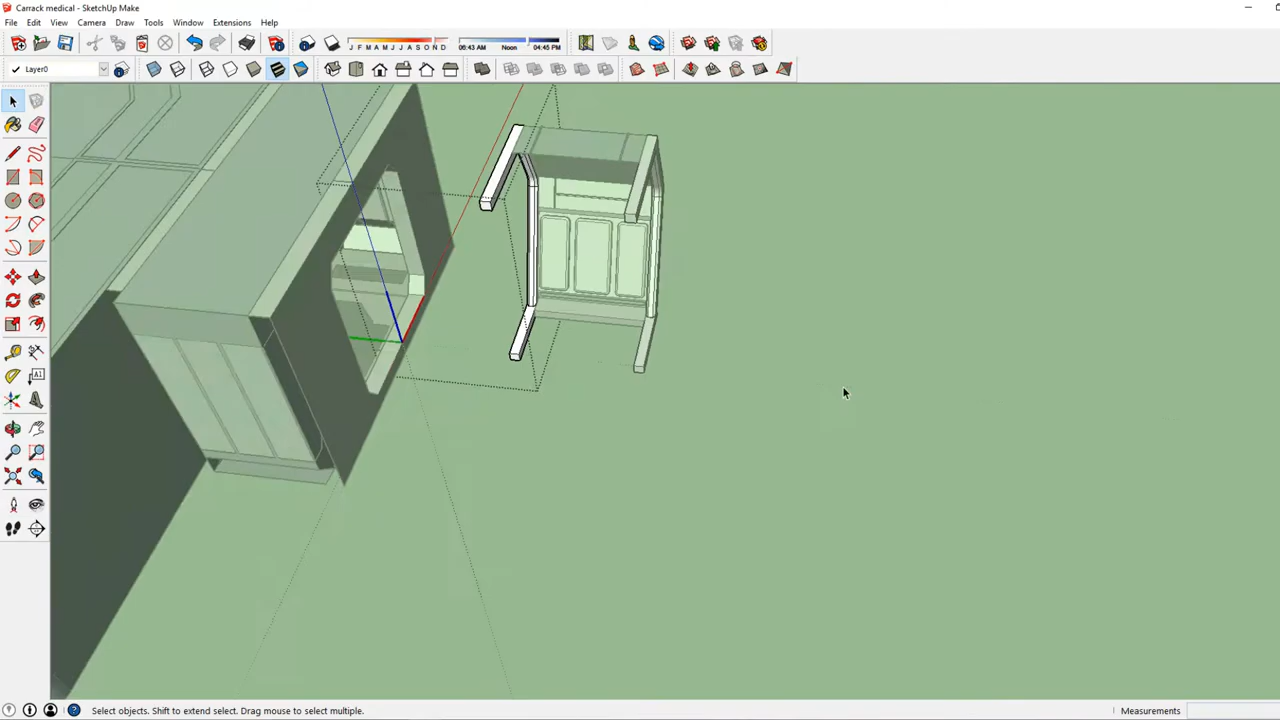 Carrack medical - SketchUp Make
File Edit View Camera Draw Tools Window Extensions Help
J F M A M J J A S O N D 06:43 AM Noon 04:45 PM
Layer0
A1
Select objects. Shift to extend select. Drag mouse to select multiple. Measurements